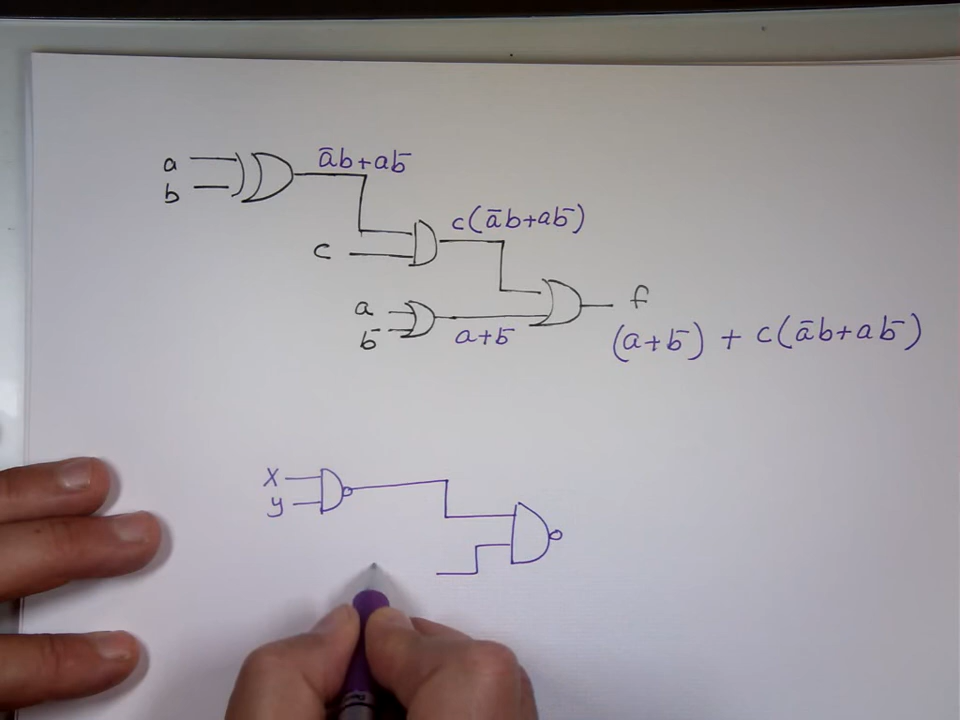 a
b
āb+ab̄
c
c(āb+ab̄)
a
b̄
a+b̄
f
(a+b̄) + c(āb+ab̄)
x
y